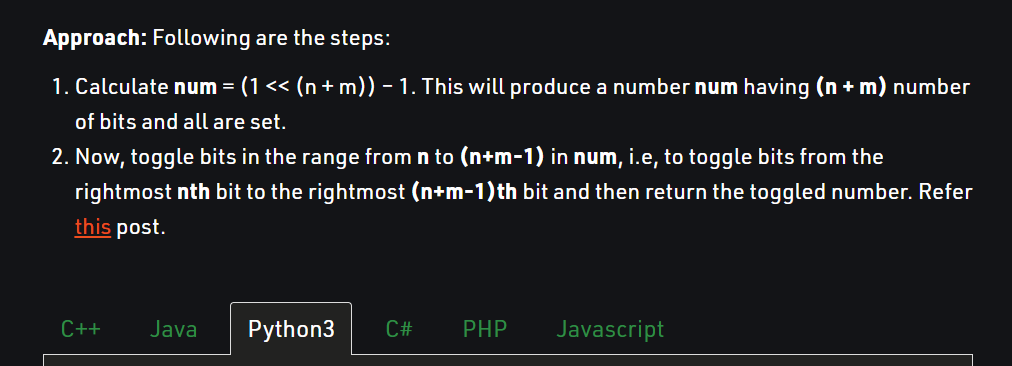 Approach: Following are the steps:
1. Calculate num = (1 << (n + m)) – 1. This will produce a number num having (n + m) number
of bits and all are set.
2. Now, toggle bits in the range from n to (n+m-1) in num, i.e, to toggle bits from the
rightmost nth bit to the rightmost (n+m-1)th bit and then return the toggled number. Refer
this post.
C++ Java Python3 C# PHP Javascript